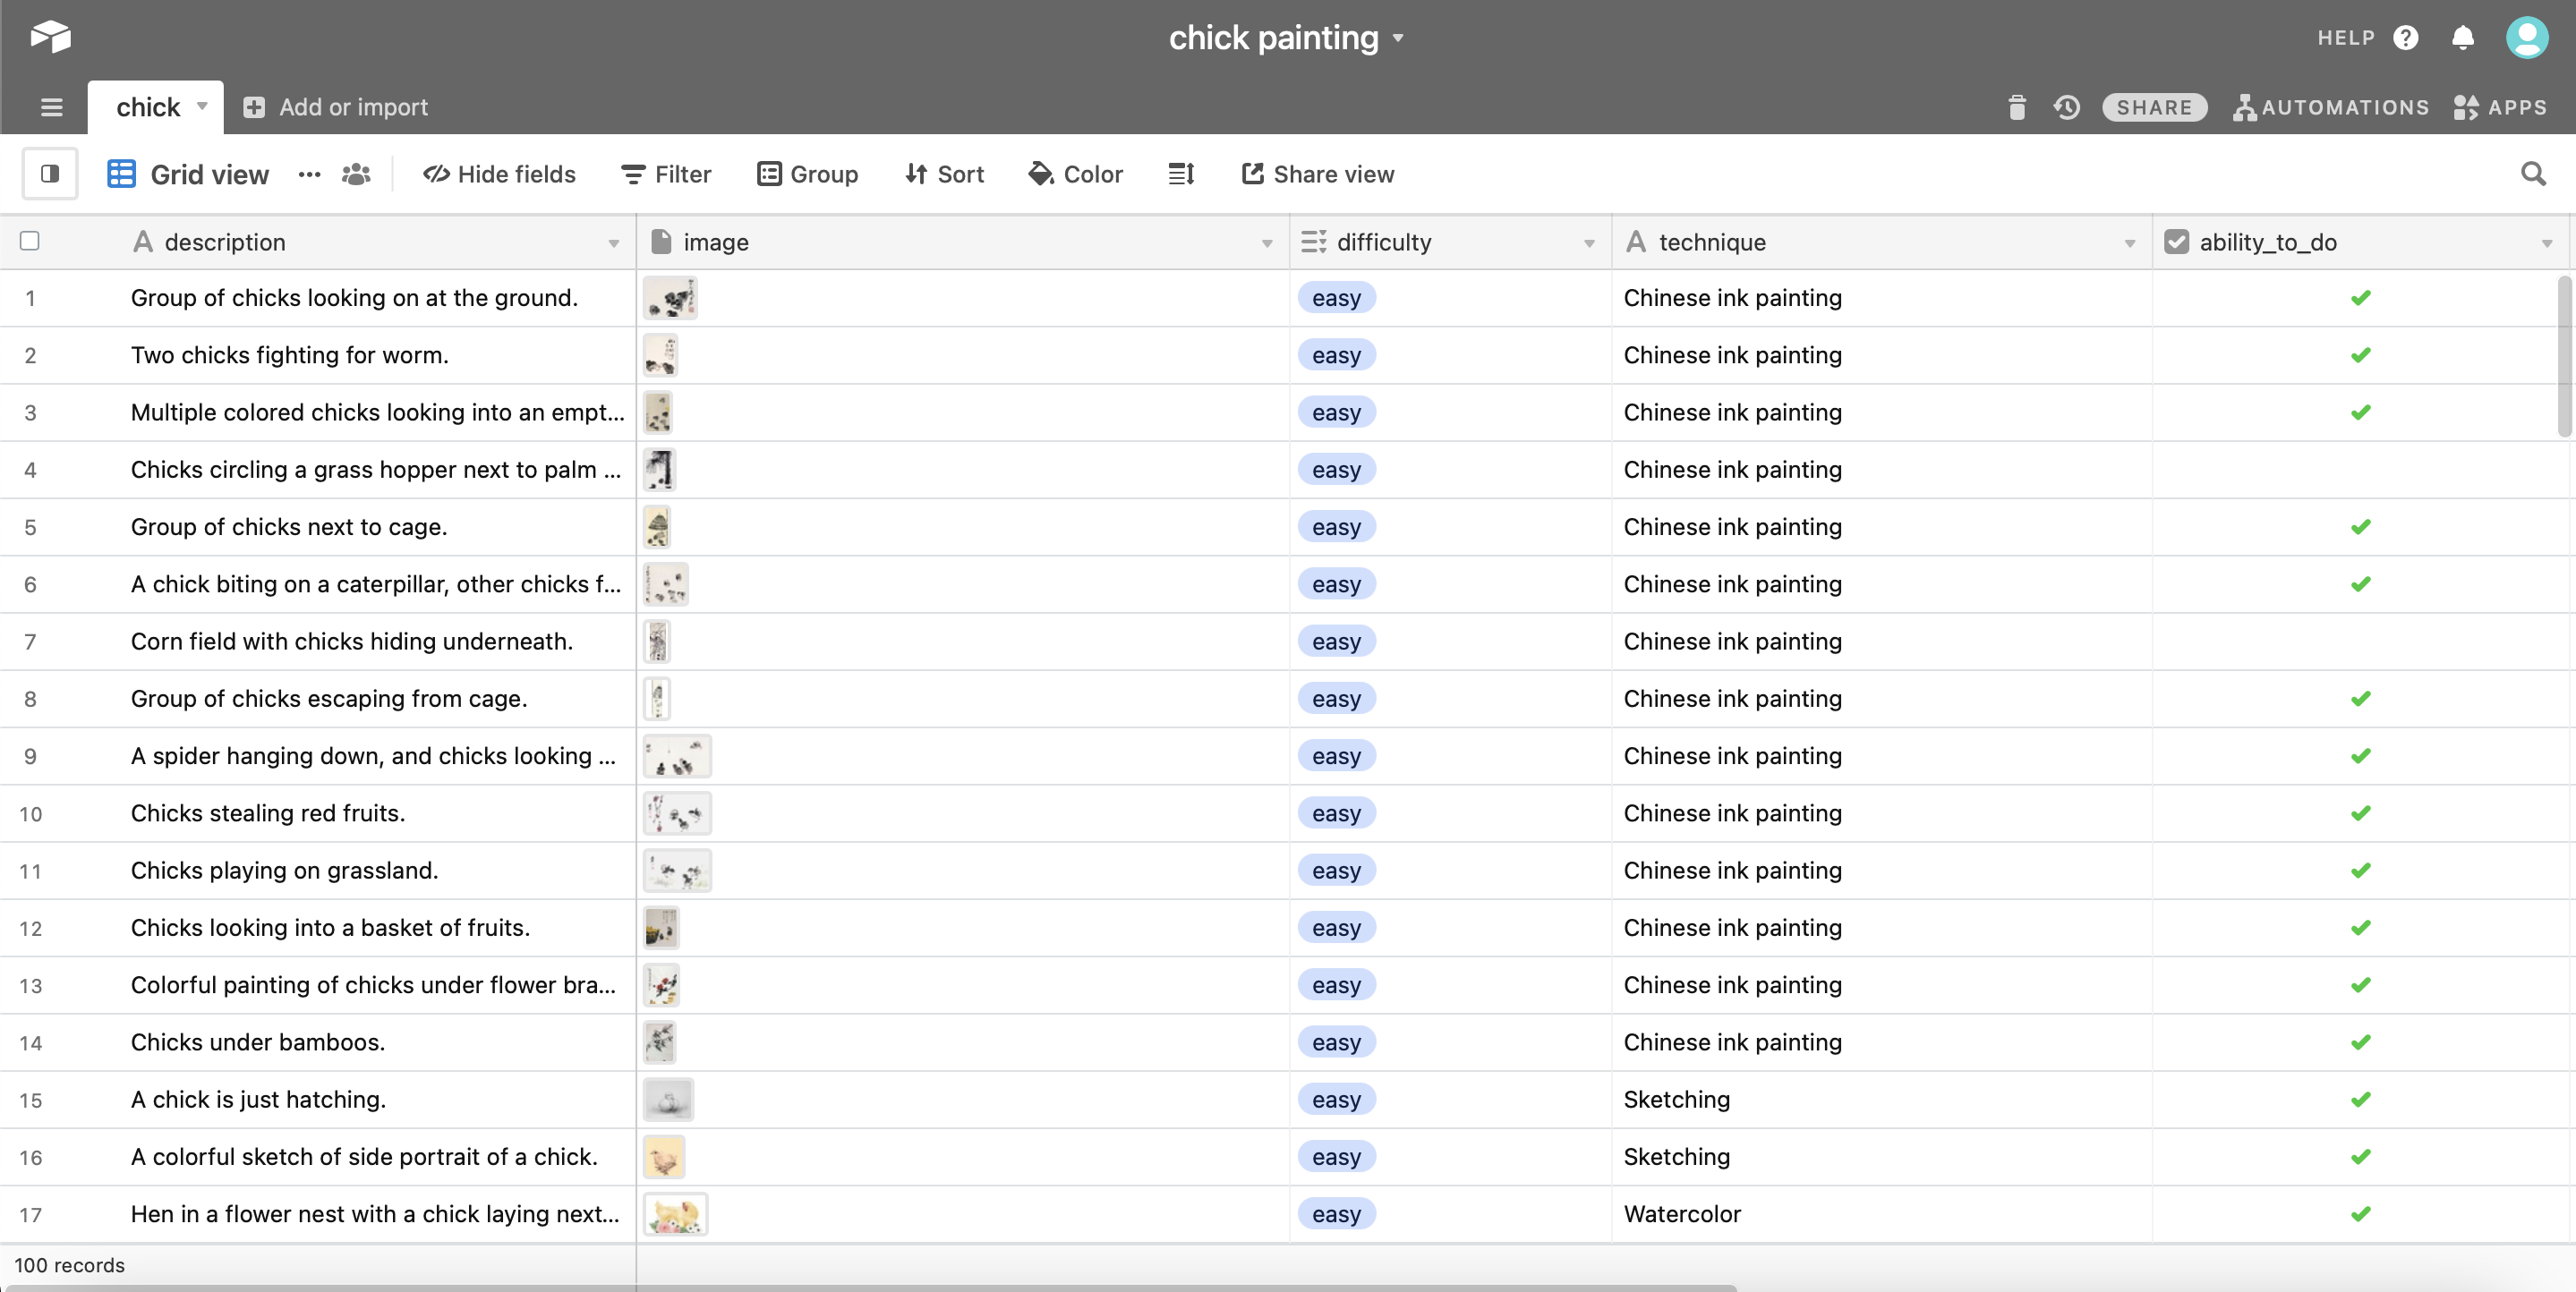 chick painting
HELP
chick
Add or import
SHARE
AUTOMATIONS
APPS
Grid view
Hide fields
Filter
Group
Sort
Color
Share view
description image difficulty technique ability_to_do
1 Group of chicks looking on at the ground. easy Chinese ink painting
2 Two chicks fighting for worm. easy Chinese ink painting
3 Multiple colored chicks looking into an empt... easy Chinese ink painting
4 Chicks circling a grass hopper next to palm ... easy Chinese ink painting
5 Group of chicks next to cage. easy Chinese ink painting
6 A chick biting on a caterpillar, other chicks f... easy Chinese ink painting
7 Corn field with chicks hiding underneath. easy Chinese ink painting
8 Group of chicks escaping from cage. easy Chinese ink painting
9 A spider hanging down, and chicks looking ... easy Chinese ink painting
10 Chicks stealing red fruits. easy Chinese ink painting
11 Chicks playing on grassland. easy Chinese ink painting
12 Chicks looking into a basket of fruits. easy Chinese ink painting
13 Colorful painting of chicks under flower bra... easy Chinese ink painting
14 Chicks under bamboos. easy Chinese ink painting
15 A chick is just hatching. easy Sketching
16 A colorful sketch of side portrait of a chick. easy Sketching
17 Hen in a flower nest with a chick laying next... easy Watercolor
100 records